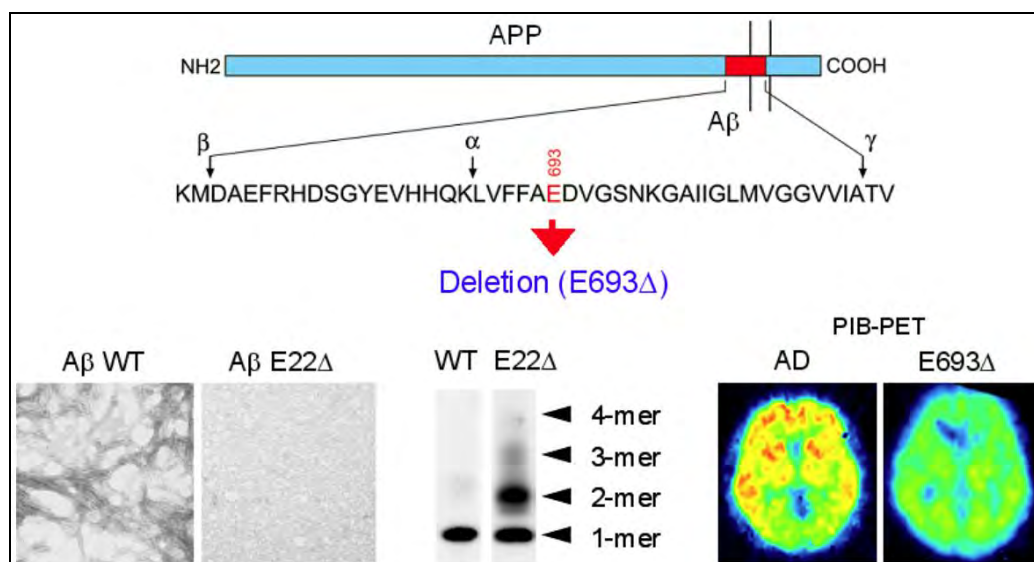 APP
NH2
COOH
Aβ
β
α
γ
693
KMDAEFRHDSGYEVHHQKLVFFAEDVGSNKGAIIGLMVGGVVIATV
Deletion (E693Δ)
PIB-PET
Aβ WT
Aβ E22Δ
WT
E22Δ
AD
E693Δ
4-mer
3-mer
2-mer
1-mer